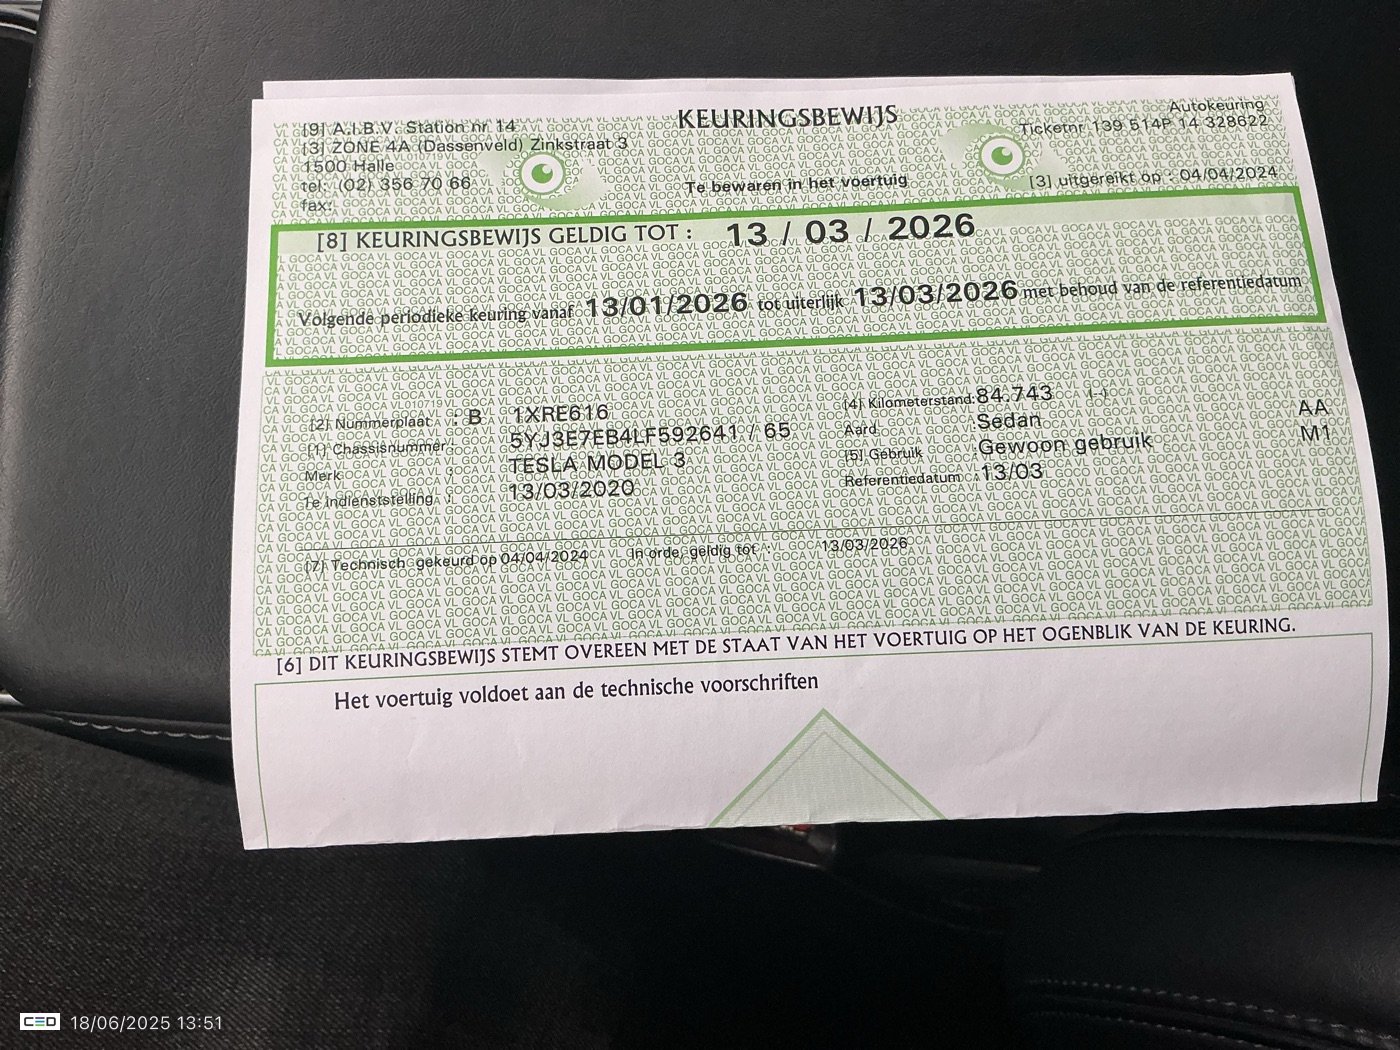 KEURINGSBEWIJS
[9] A.I.B.V. Station nr 14
[3] ZONE 4A (Dassenveld) Zinkstraat 3
1500 Halle
tel: (02) 356 70 66
fax:
Te bewaren in het voertuig
Autokeuring
Ticketnr 139 514P 14 328622
[3] uitgereikt op : 04/04/2024
[8] KEURINGSBEWIJS GELDIG TOT : 13 / 03 / 2026
Volgende periodieke keuring vanaf 13/01/2026 tot uiterlijk 13/03/2026 met behoud van de referentiedatum
[2] Nummerplaat : B 1XRE616
[1] Chassisnummer : 5YJ3E7EB4LF592641 / 65
Merk : TESLA MODEL 3
Te indienststelling : 13/03/2020
[4] Kilometerstand: 84.743 (-)
Aard : Sedan AA
[5] Gebruik : Gewoon gebruik M1
Referentiedatum : 13/03
[7] Technisch gekeurd op 04/04/2024 In orde, geldig tot : 13/03/2026
[6] DIT KEURINGSBEWIJS STEMT OVEREEN MET DE STAAT VAN HET VOERTUIG OP HET OGENBLIK VAN DE KEURING.
Het voertuig voldoet aan de technische voorschriften
CED 18/06/2025 13:51